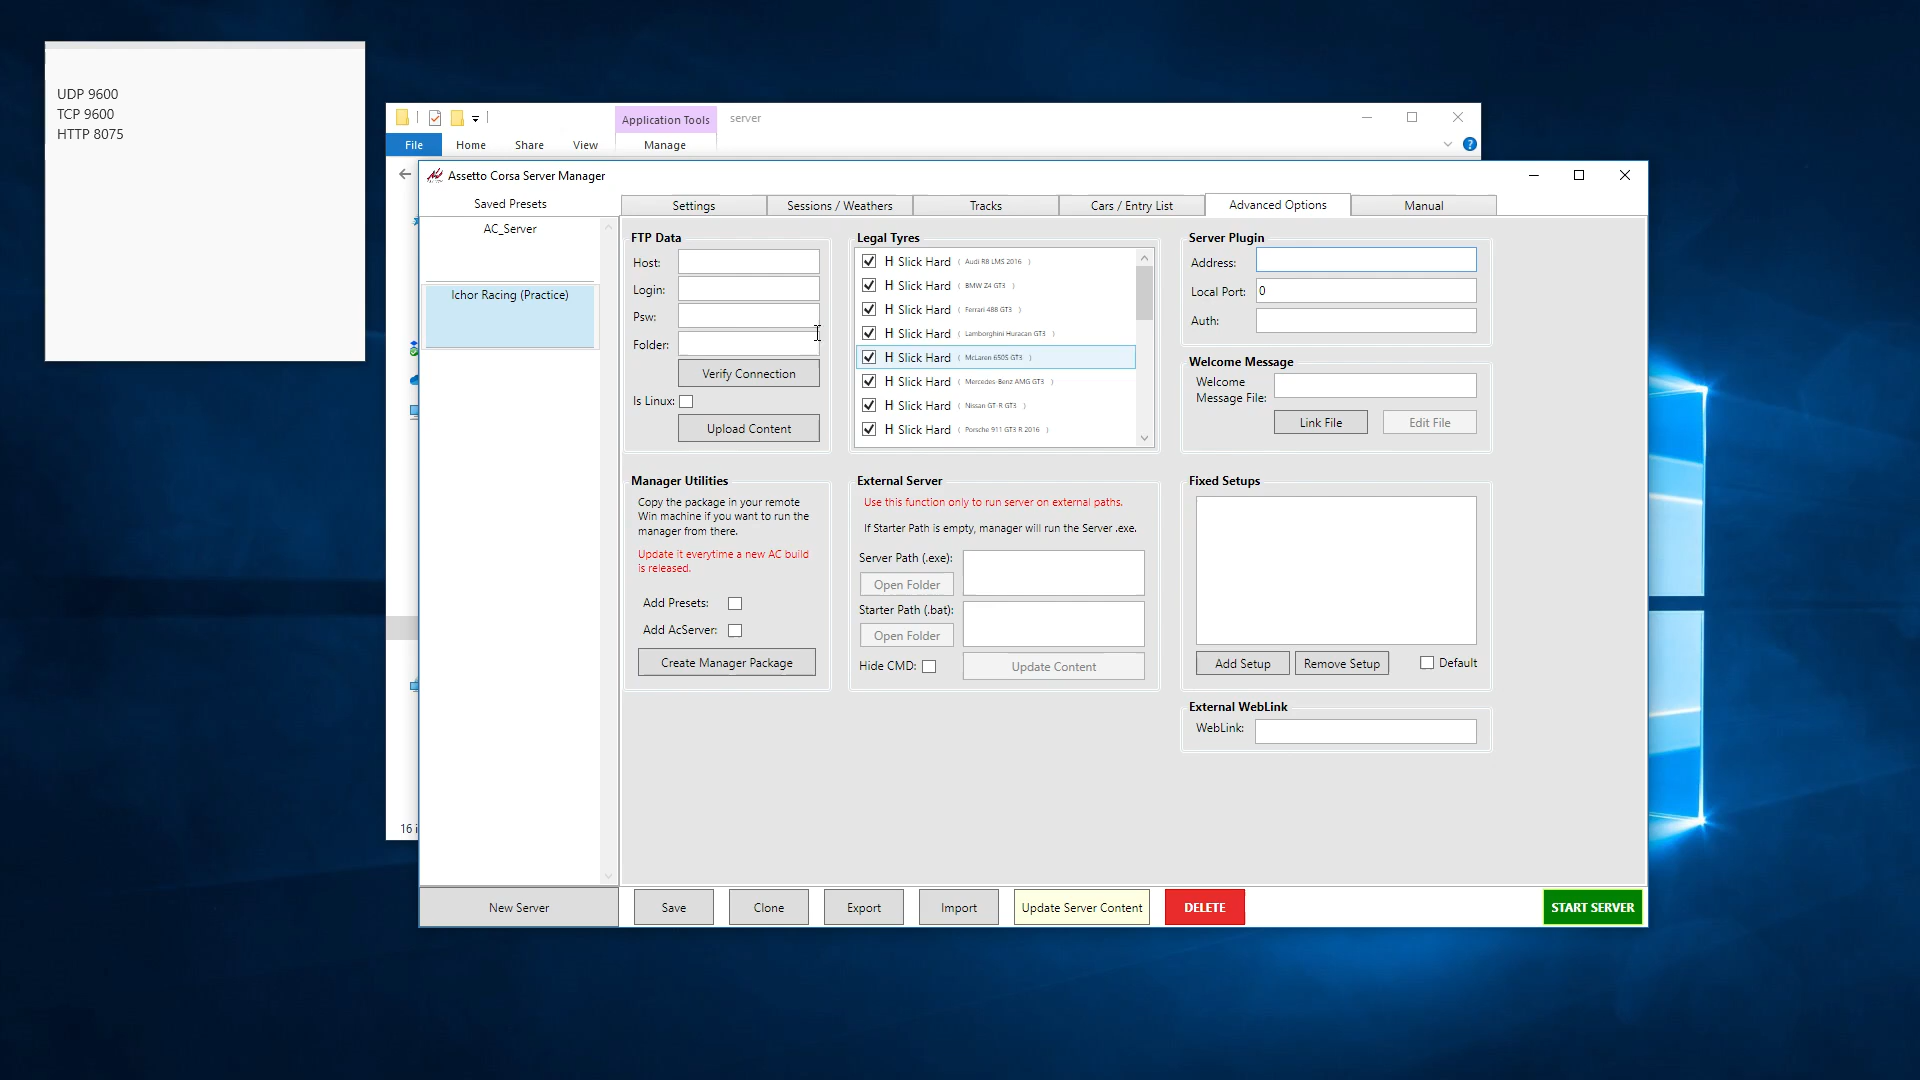 UDP 9600
TCP 9600
HTTP 8075
Application Tools
server
File
Home
Share
View
Manage
Assetto Corsa Server Manager
Saved Presets
Settings
Sessions / Weathers
Tracks
Cars / Entry List
Advanced Options
Manual
AC_Server
Ichor Racing (Practice)
FTP Data
Host:
Login:
Psw:
Folder:
Verify Connection
Is Linux:
Upload Content
Legal Tyres
H Slick Hard ( Audi R8 LMS 2016 )
H Slick Hard ( BMW Z4 GT3 )
H Slick Hard ( Ferrari 488 GT3 )
H Slick Hard ( Lamborghini Huracan GT3 )
H Slick Hard ( McLaren 650S GT3 )
H Slick Hard ( Mercedes-Benz AMG GT3 )
H Slick Hard ( Nissan GT-R GT3 )
H Slick Hard ( Porsche 911 GT3 R 2016 )
Server Plugin
Address:
Local Port: 0
Auth:
Welcome Message
Welcome
Message File:
Link File
Edit File
Manager Utilities
Copy the package in your remote
Win machine if you want to run the
manager from there.
Update it everytime a new AC build
is released.
Add Presets:
Add AcServer:
Create Manager Package
External Server
Use this function only to run server on external paths.
If Starter Path is empty, manager will run the Server .exe.
Server Path (.exe):
Open Folder
Starter Path (.bat):
Open Folder
Hide CMD:
Update Content
Fixed Setups
Add Setup
Remove Setup
Default
External WebLink
WebLink:
16 i
New Server
Save
Clone
Export
Import
Update Server Content
DELETE
START SERVER